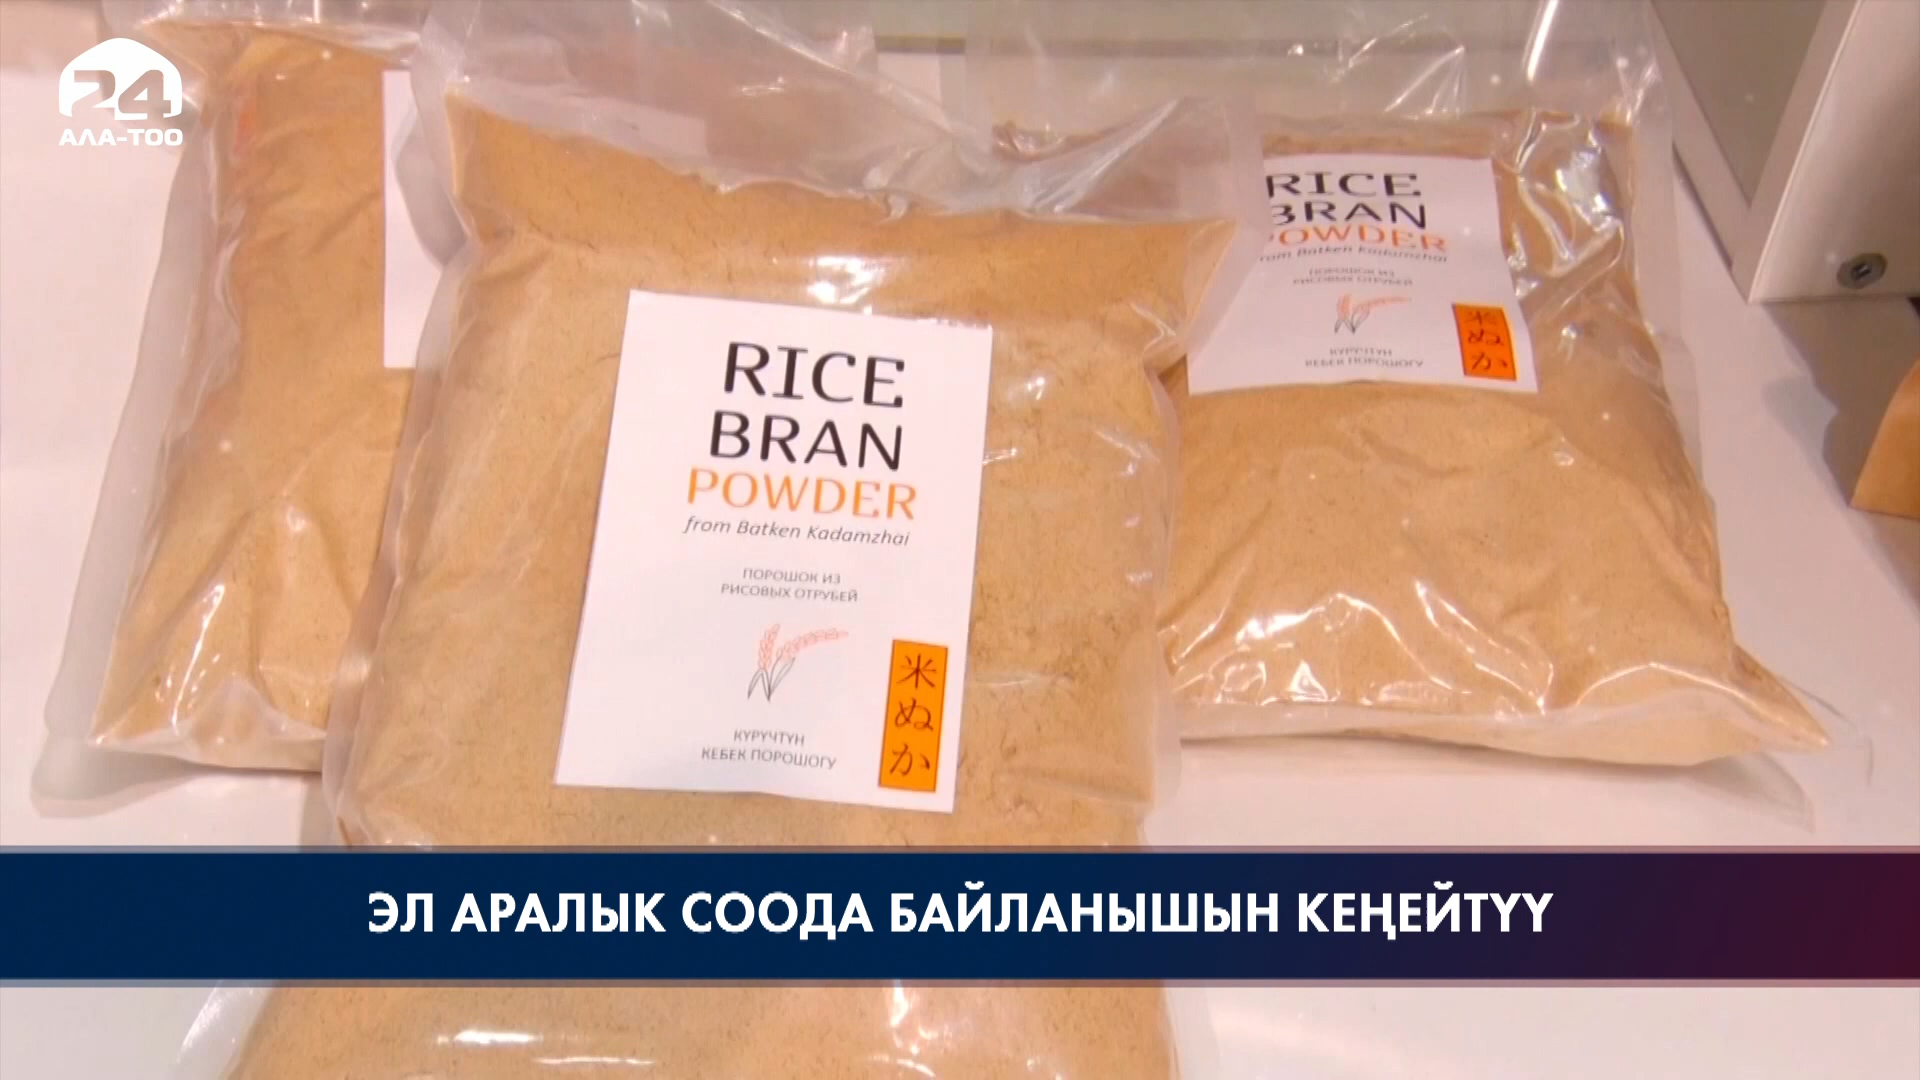 24
АЛА-ТОО
RICE
BRAN
POWDER
from Batken Kadamzhai
ПОРОШОК ИЗ
РИСОВЫХ ОТРУБЕЙ
КҮРҮЧТҮН
КЕБЕК ПОРОШОГУ
米ぬか
RICE
BRAN
POWDER
from Batken Kadamzhai
ПОРОШОК ИЗ
РИСОВЫХ ОТРУБЕЙ
КҮРҮЧТҮН
КЕБЕК ПОРОШОГУ
米ぬか
ЭЛ АРАЛЫК СООДА БАЙЛАНЫШЫН КЕҢЕЙТҮҮ